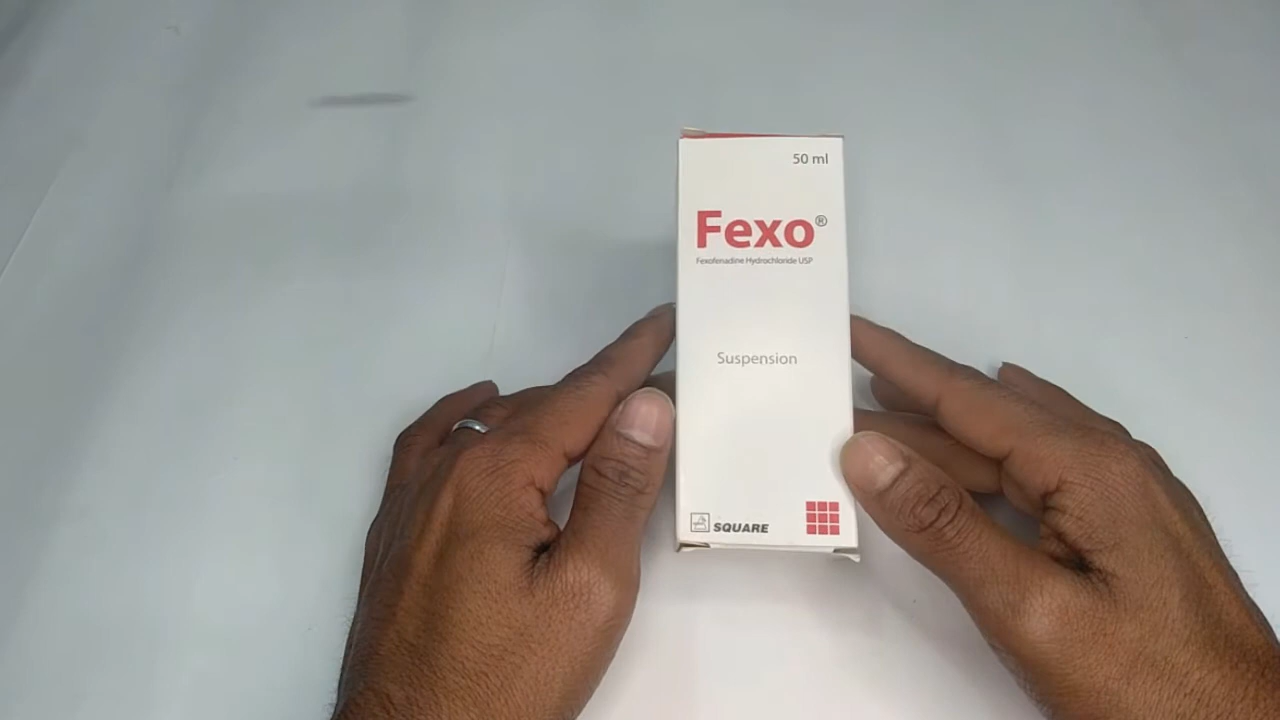 50 ml
Fexo®
Fexofenadine Hydrochloride USP
Suspension
SQUARE